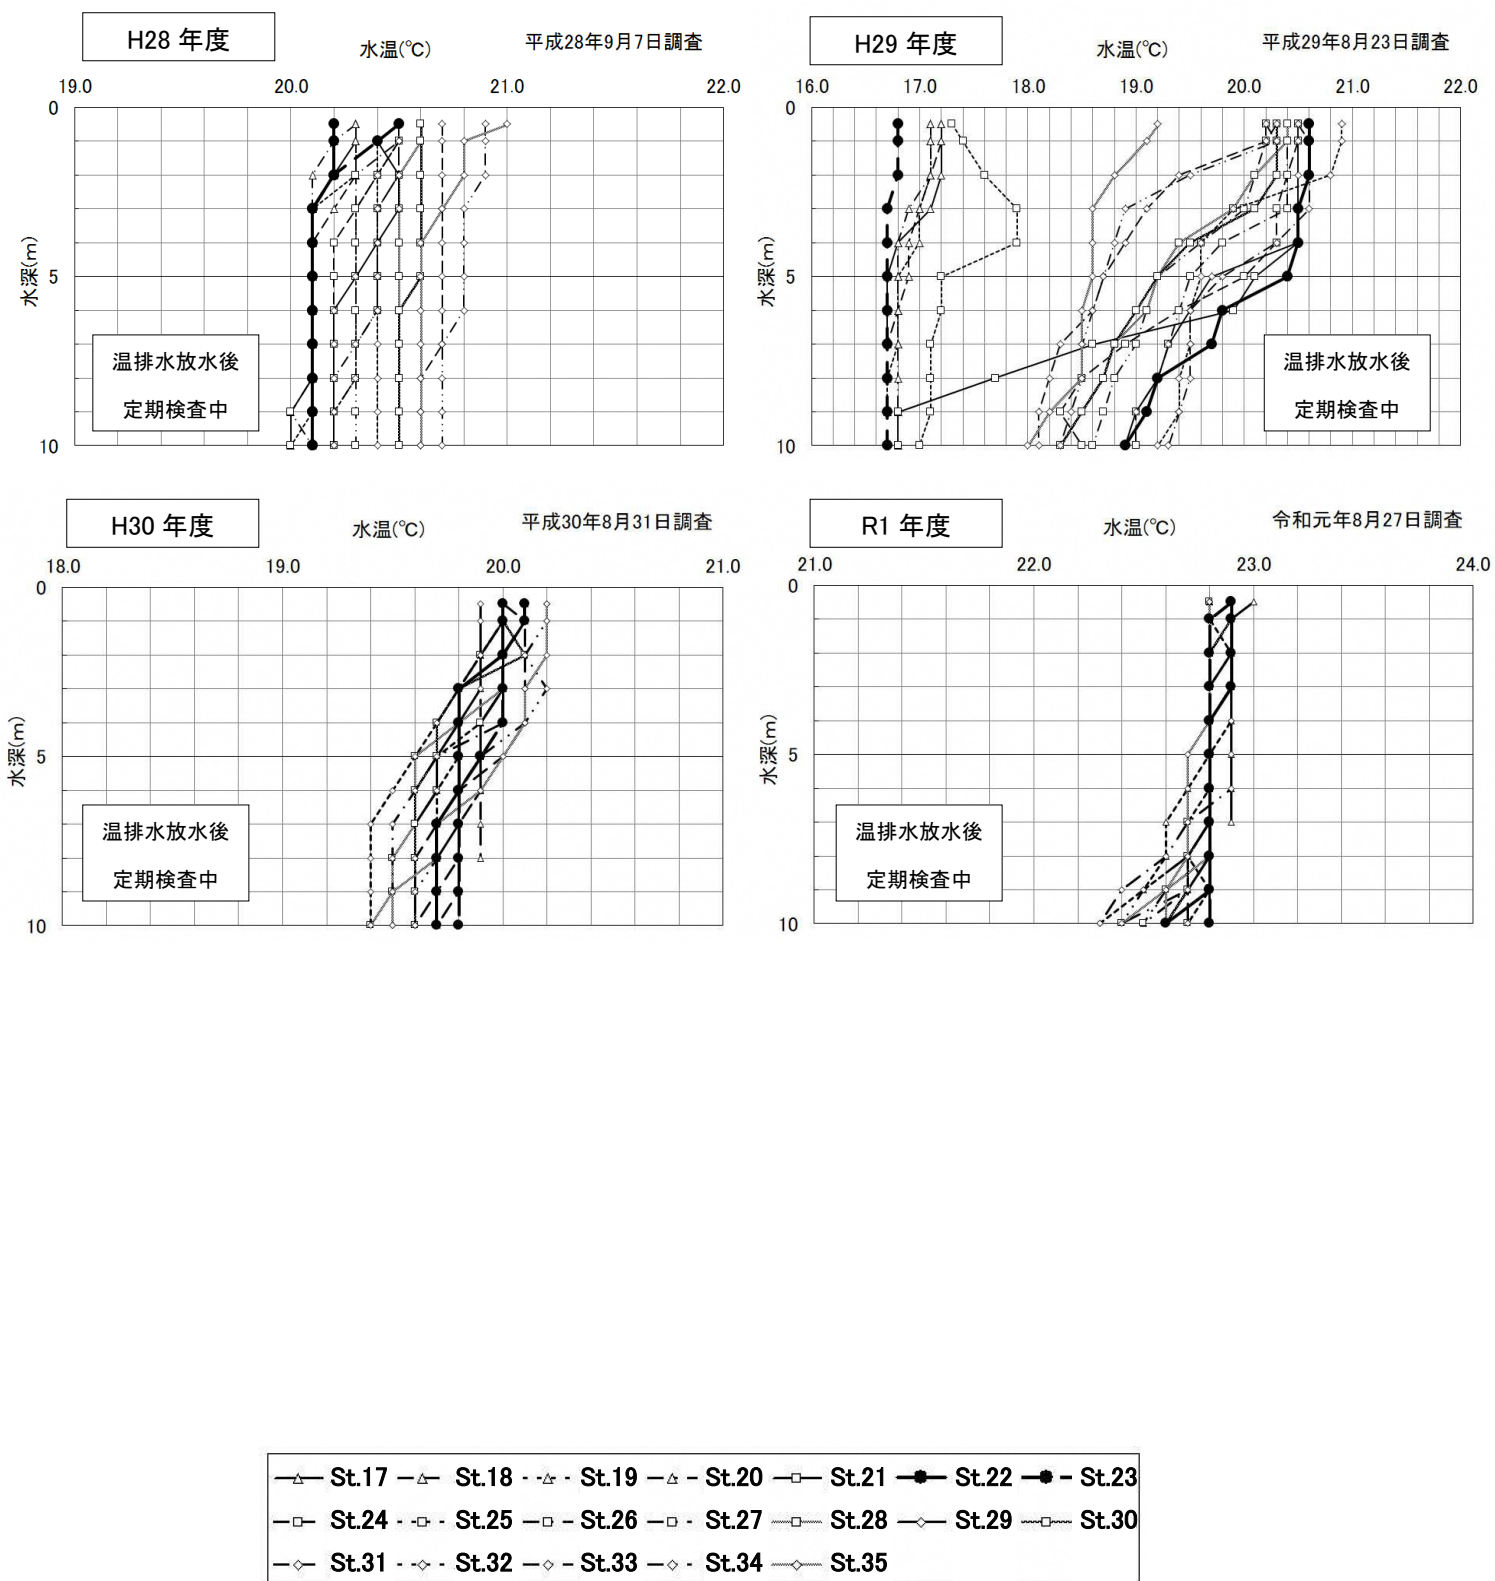 H28 年度
水温(℃)
平成28年9月7日調査
19.0 20.0 21.0 22.0
0
5
10
水深(m)
温排水放水後
定期検査中
H29 年度
水温(℃)
平成29年8月23日調査
16.0 17.0 18.0 19.0 20.0 21.0 22.0
0
5
10
水深(m)
温排水放水後
定期検査中
H30 年度
水温(℃)
平成30年8月31日調査
18.0 19.0 20.0 21.0
0
5
10
水深(m)
温排水放水後
定期検査中
R1 年度
水温(℃)
令和元年8月27日調査
21.0 22.0 23.0 24.0
0
5
10
水深(m)
温排水放水後
定期検査中
St.17 St.18 St.19 St.20 St.21 St.22 St.23
St.24 St.25 St.26 St.27 St.28 St.29 St.30
St.31 St.32 St.33 St.34 St.35